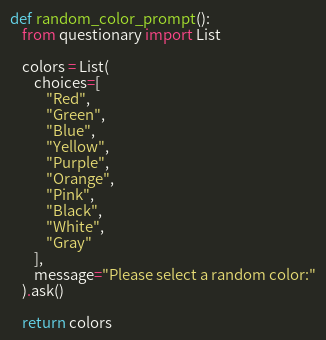 def random_color_prompt():
    from questionary import List

    colors = List(
        choices=[
            "Red",
            "Green",
            "Blue",
            "Yellow",
            "Purple",
            "Orange",
            "Pink",
            "Black",
            "White",
            "Gray"
        ],
        message="Please select a random color:"
    ).ask()

    return colors